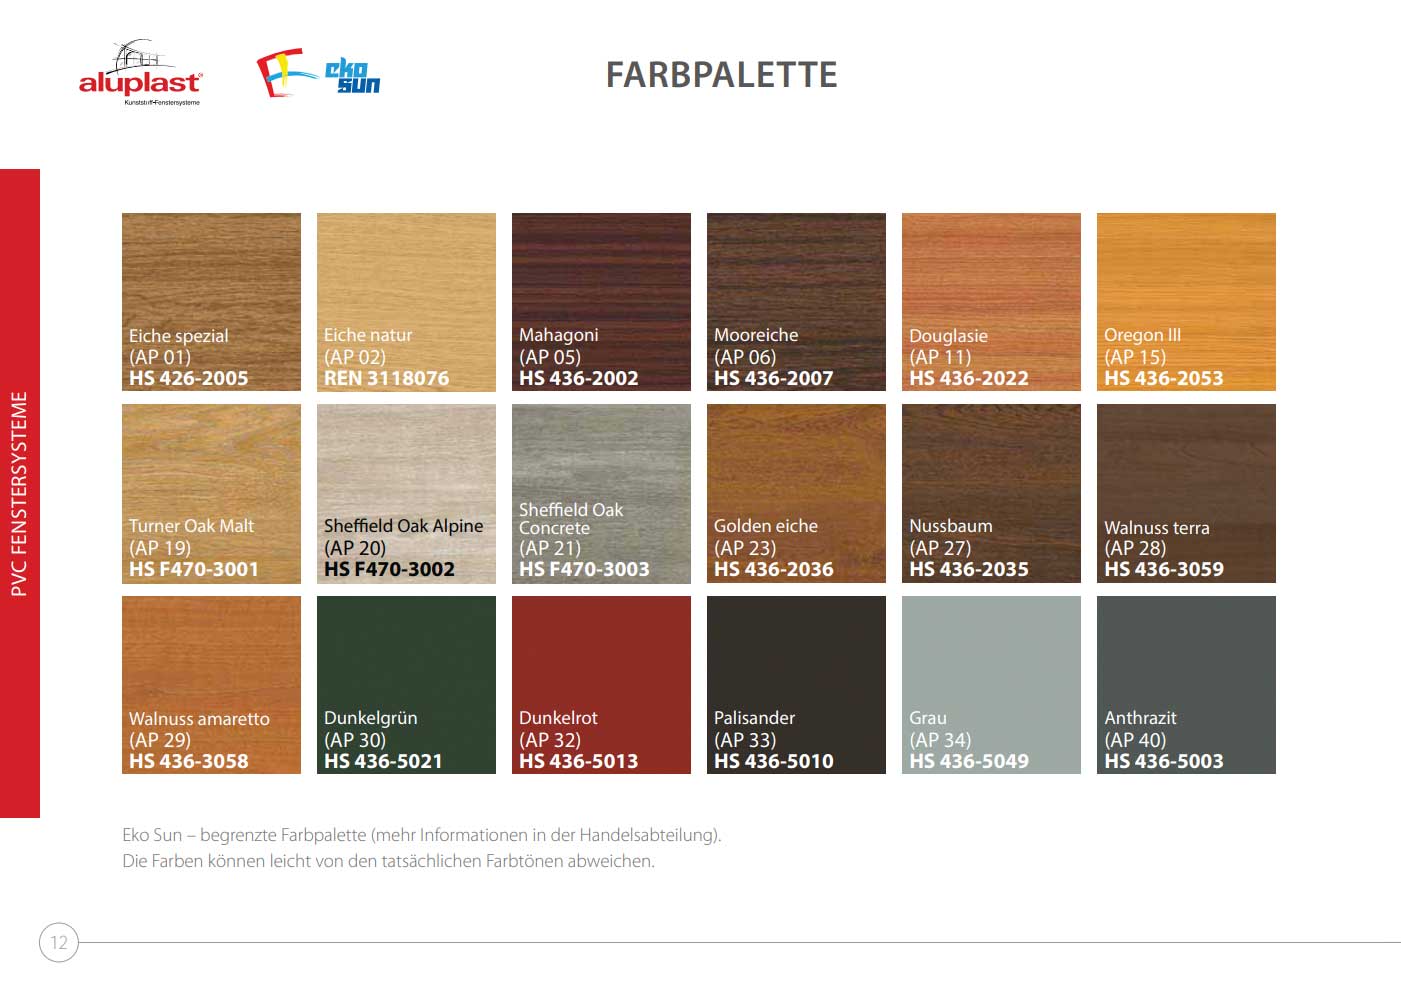 aluplast®
Kunststoff-Fenstersysteme
eko
sun
FARBPALETTE
PVC FENSTERSYSTEME
Eiche spezial
(AP 01)
HS 426-2005
Eiche natur
(AP 02)
REN 3118076
Mahagoni
(AP 05)
HS 436-2002
Mooreiche
(AP 06)
HS 436-2007
Douglasie
(AP 11)
HS 436-2022
Oregon III
(AP 15)
HS 436-2053
Turner Oak Malt
(AP 19)
HS F470-3001
Sheffield Oak Alpine
(AP 20)
HS F470-3002
Sheffield Oak
Concrete
(AP 21)
HS F470-3003
Golden eiche
(AP 23)
HS 436-2036
Nussbaum
(AP 27)
HS 436-2035
Walnuss terra
(AP 28)
HS 436-3059
Walnuss amaretto
(AP 29)
HS 436-3058
Dunkelgrün
(AP 30)
HS 436-5021
Dunkelrot
(AP 32)
HS 436-5013
Palisander
(AP 33)
HS 436-5010
Grau
(AP 34)
HS 436-5049
Anthrazit
(AP 40)
HS 436-5003
Eko Sun – begrenzte Farbpalette (mehr Informationen in der Handelsabteilung).
Die Farben können leicht von den tatsächlichen Farbtönen abweichen.
12